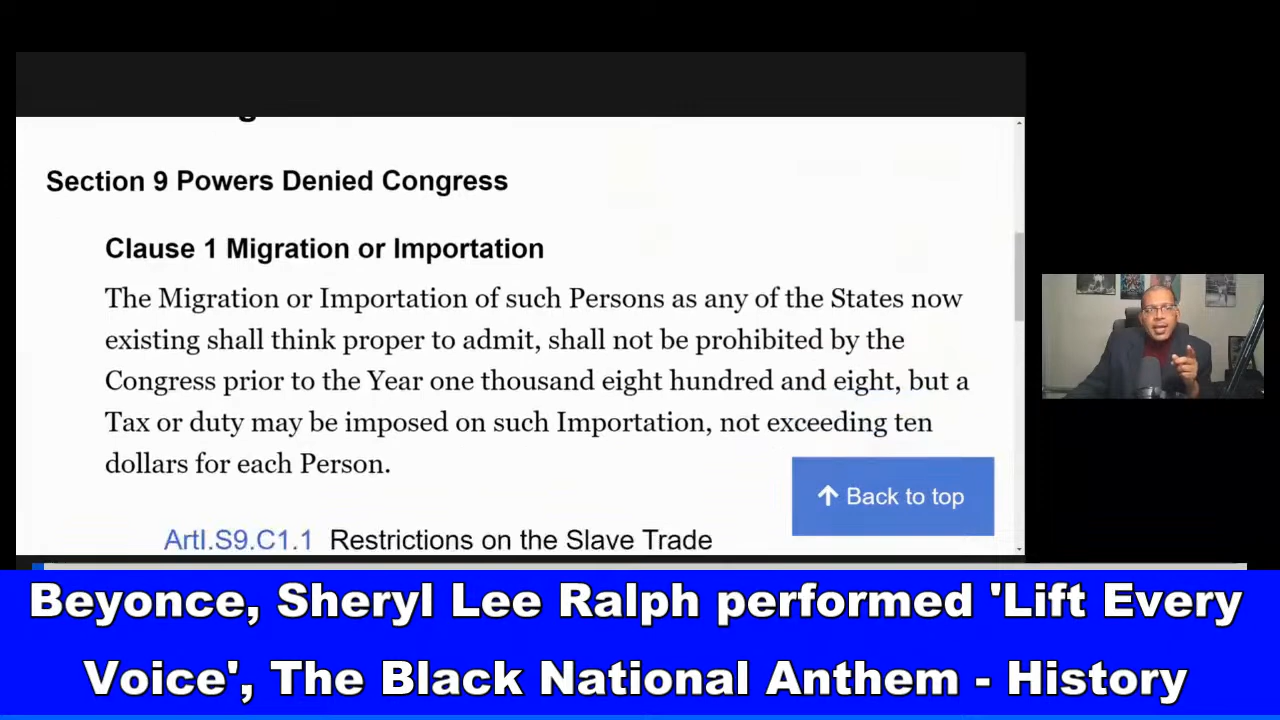 Section 9 Powers Denied Congress
Clause 1 Migration or Importation
The Migration or Importation of such Persons as any of the States now
existing shall think proper to admit, shall not be prohibited by the
Congress prior to the Year one thousand eight hundred and eight, but a
Tax or duty may be imposed on such Importation, not exceeding ten
dollars for each Person.
Back to top
ArtI.S9.C1.1 Restrictions on the Slave Trade
Beyonce, Sheryl Lee Ralph performed 'Lift Every
Voice', The Black National Anthem - History